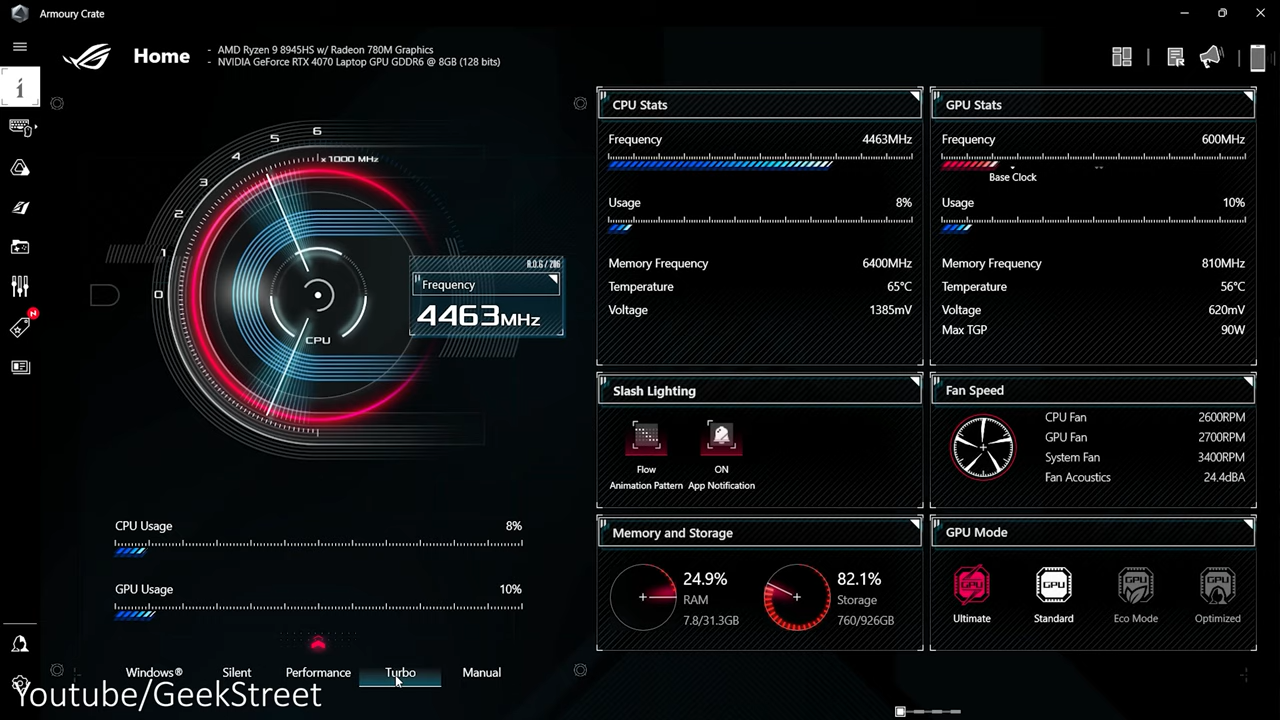 Armoury Crate
Home
- AMD Ryzen 9 8945HS w/ Radeon 780M Graphics
- NVIDIA GeForce RTX 4070 Laptop GPU GDDR6 @ 8GB (128 bits)
6
5
4
3
2
1
0
x 1000 MHz
CPU
R.O.G / 706
Frequency
4463MHz
CPU Usage 8%
GPU Usage 10%
Windows® Silent Performance Turbo Manual
CPU Stats
Frequency 4463MHz
Usage 8%
Memory Frequency 6400MHz
Temperature 65°C
Voltage 1385mV
GPU Stats
Frequency 600MHz
Base Clock
Usage 10%
Memory Frequency 810MHz
Temperature 56°C
Voltage 620mV
Max TGP 90W
Slash Lighting
Flow ON
Animation Pattern App Notification
Fan Speed
CPU Fan 2600RPM
GPU Fan 2700RPM
System Fan 3400RPM
Fan Acoustics 24.4dBA
Memory and Storage
24.9%
RAM
7.8/31.3GB
82.1%
Storage
760/926GB
GPU Mode
GPU GPU GPU GPU
Ultimate Standard Eco Mode Optimized
Youtube/GeekStreet